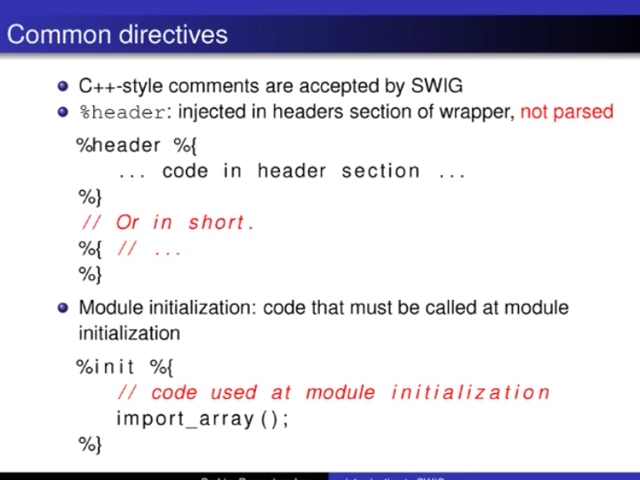 Common directives
C++-style comments are accepted by SWIG
%header: injected in headers section of wrapper, not parsed
%header %{
... code in header section ...
%}
// Or in short.
%{ // ...
%}
Module initialization: code that must be called at module
initialization
%init %{
// code used at module initialization
import_array();
%}